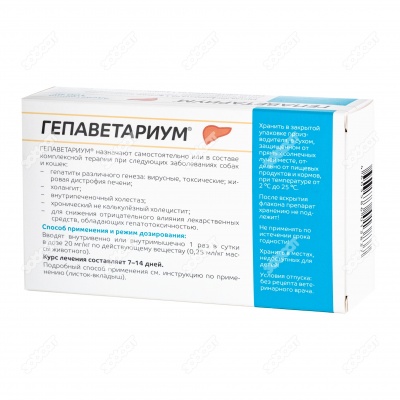 ГЕПАВЕТАРИУМ®
ГЕПАВЕТАРИУМ® назначают самостоятельно или в составе
комплексной терапии при следующих заболеваниях собак
и кошек:
- гепатиты различного генеза: вирусные, токсические; жи-
ровая дистрофия печени;
- холангит;
- внутрипеченочный холестаз;
- хронический не калькулёзный холецистит;
- для снижения отрицательного влияния лекарственных
средств, обладающих гепатотоксичностью.
Способ применения и режим дозирования:
Вводят внутривенно или внутримышечно 1 раз в сутки
в дозе 20 мг/кг по действующему веществу (0,25 мл/кг мас-
сы животного).
Курс лечения составляет 7–14 дней.
Подробный способ применения см. инструкцию по приме-
нению (листок-вкладыш).
ГЕПАВЕТАРИУМ
Хранить в закрытой
упаковке произ-
водителя, в сухом,
защищенном от
прямых солнечных
лучей месте, от-
дельно от пищевых
продуктов и кормов,
при температуре от
2 °С до 25 °С.
После вскрытия
флакона препарат
хранению не под-
лежит!
Не применять по
истечении срока
годности!
Хранить в местах,
недоступных для
детей!
Условия отпуска:
без рецепта вете-
ринарного врача.